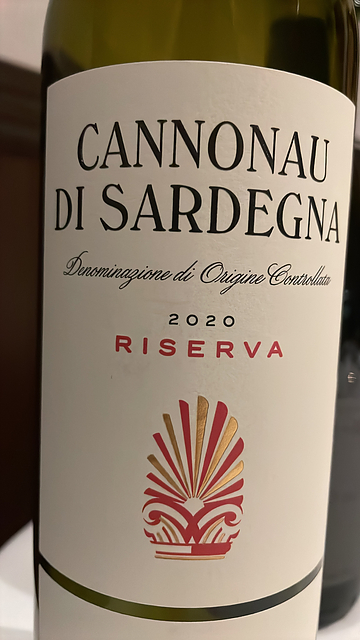 CANNONAU
DI SARDEGNA
Denominazione di Origine Controllata
2020
RISERVA